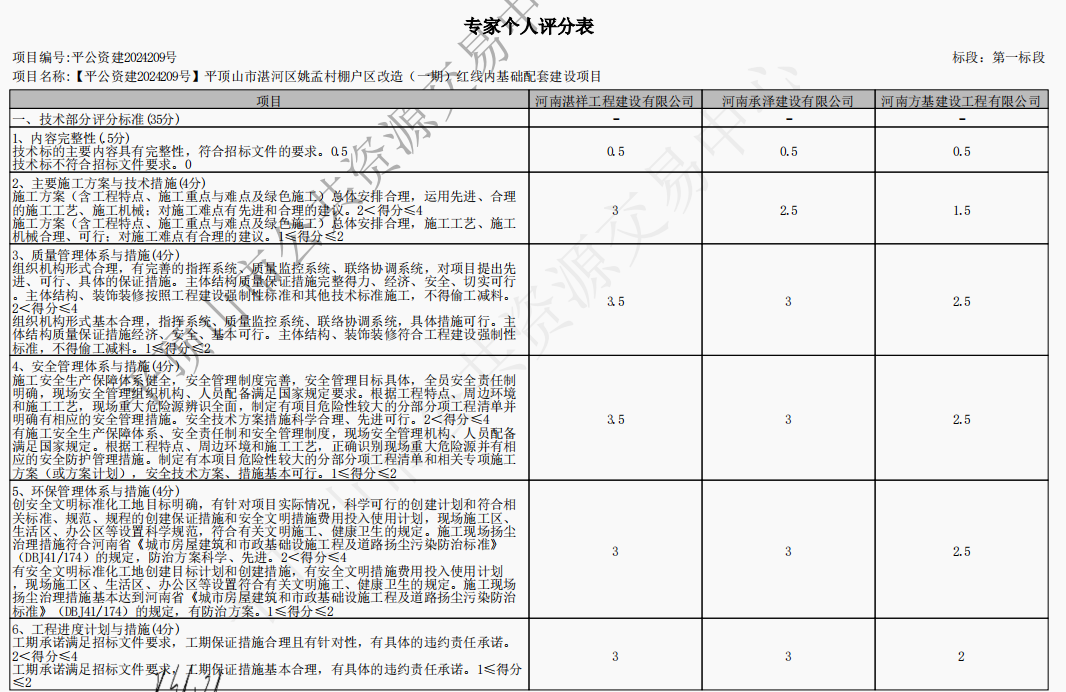 专家个人评分表
项目编号:平公资建2024209号 标段：第一标段
项目名称:【平公资建2024209号】平顶山市湛河区姚孟村棚户区改造（一期）红线内基础配套建设项目
项目 河南湛祥工程建设有限公司 河南承泽建设有限公司 河南方基建设工程有限公司
一、技术部分评分标准(35分) - - -
1、内容完整性(.5分)
技术标的主要内容具有完整性，符合招标文件的要求。0.5
技术标不符合招标文件要求。0
0.5 0.5 0.5
2、主要施工方案与技术措施(4分)
施工方案（含工程特点、施工重点与难点及绿色施工）总体安排合理，运用先进、合理
的施工工艺、施工机械；对施工难点有先进和合理的建议。2＜得分≤4
施工方案（含工程特点、施工重点与难点及绿色施工）总体安排合理，施工工艺、施工
机械合理、可行；对施工难点有合理的建议。1≤得分≤2
3 2.5 1.5
3、质量管理体系与措施(4分)
组织机构形式合理，有完善的指挥系统、质量监控系统、联络协调系统，对项目提出先
进、可行、具体的保证措施。主体结构质量保证措施完整得力、经济、安全、切实可行
。主体结构、装饰装修按照工程建设强制性标准和其他技术标准施工，不得偷工减料。
2＜得分≤4
组织机构形式基本合理，指挥系统、质量监控系统、联络协调系统，具体措施可行。主
体结构质量保证措施经济、安全、基本可行。主体结构、装饰装修符合工程建设强制性
标准，不得偷工减料。1≤得分≤2
3.5 3 2.5
4、安全管理体系与措施(4分)
施工安全生产保障体系健全，安全管理制度完善，安全管理目标具体，全员安全责任制
明确，现场安全管理组织机构、人员配备满足国家规定要求。根据工程特点、周边环境
和施工工艺，现场重大危险源辨识全面，制定有项目危险性较大的分部分项工程清单并
明确有相应的安全管理措施。安全技术方案措施科学合理、先进可行。2＜得分≤4
有施工安全生产保障体系、安全责任制和安全管理制度，现场安全管理机构、人员配备
满足国家规定。根据工程特点、周边环境和施工工艺，正确识别现场重大危险源并有相
应的安全防护管理措施。制定有本项目危险性较大的分部分项工程清单和相关专项施工
方案（或方案计划），安全技术方案、措施基本可行。1≤得分≤2
3.5 3 2.5
5、环保管理体系与措施(4分)
创安全文明标准化工地目标明确，有针对项目实际情况，科学可行的创建计划和符合相
关标准、规范、规程的创建保证措施和安全文明措施费用投入使用计划，现场施工区、
生活区、办公区等设置科学规范，符合有关文明施工、健康卫生的规定。施工现场扬尘
治理措施符合河南省《城市房屋建筑和市政基础设施工程及道路扬尘污染防治标准》
（DBJ41/174）的规定，防治方案科学、先进。2＜得分≤4
有安全文明标准化工地创建目标计划和创建措施，有安全文明措施费用投入使用计划
，现场施工区、生活区、办公区等设置符合有关文明施工、健康卫生的规定。施工现场
扬尘治理措施基本达到河南省《城市房屋建筑和市政基础设施工程及道路扬尘污染防治
标准》（DBJ41/174）的规定，有防治方案。1≤得分≤2
3 3 2.5
6、工程进度计划与措施(4分)
工期承诺满足招标文件要求，工期保证措施合理且有针对性，有具体的违约责任承诺。
2＜得分≤4
工期承诺满足招标文件要求，工期保证措施基本合理，有具体的违约责任承诺。1≤得分
≤2
3 3 2